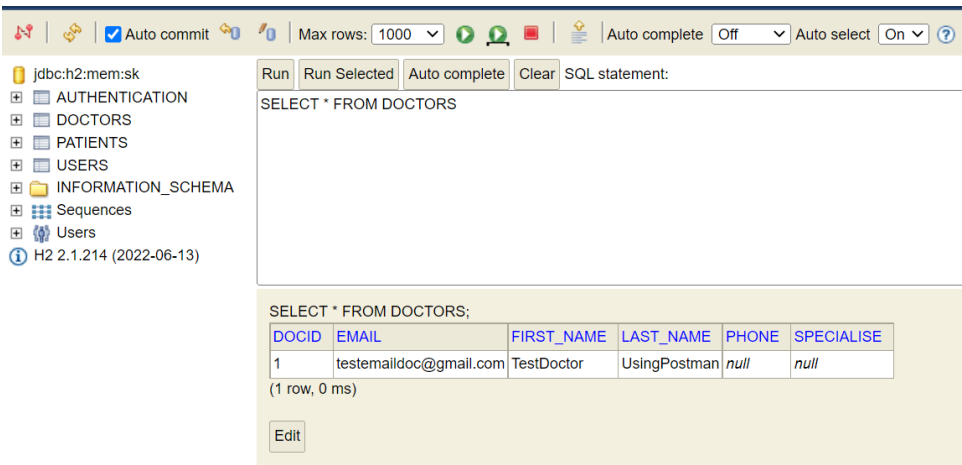 Auto commit Max rows: 1000 Auto complete Off Auto select On ?
jdbc:h2:mem:sk
AUTHENTICATION
DOCTORS
PATIENTS
USERS
INFORMATION_SCHEMA
Sequences
Users
H2 2.1.214 (2022-06-13)
Run Run Selected Auto complete Clear SQL statement:
SELECT * FROM DOCTORS
SELECT * FROM DOCTORS;
DOCID EMAIL FIRST_NAME LAST_NAME PHONE SPECIALISE
1 testemaildoc@gmail.com TestDoctor UsingPostman null null
(1 row, 0 ms)
Edit